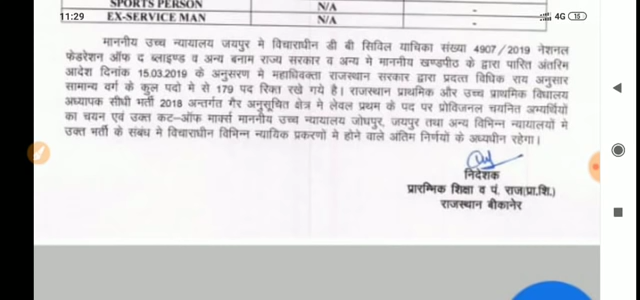 SPORTS PERSON N/A -
EX-SERVICE MAN N/A -
11:29 4G 15
माननीय उच्च न्यायालय जयपुर मे विचाराधीन डी बी सिविल याचिका संख्या 4907/2019 नेशनल
फेडरेशन ऑफ द ब्लाइण्ड व अन्य बनाम राज्य सरकार व अन्य मे माननीय खण्डपीठ के द्वारा पारित अंतरिम
आदेश दिनांक 15.03.2019 के अनुसरण मे महाधिवक्ता राजस्थान सरकार द्वारा प्रदत्त विधिक राय अनुसार
सामान्य वर्ग के कुल पदो मे से 179 पद रिक्त रखे गये है। राजस्थान प्राथमिक और उच्च प्राथमिक विधालय
अध्यापक सीधी भर्ती 2018 अन्तर्गत गैर अनुसूचित क्षेत्र मे लेवल प्रथम के पद पर प्रोविजनल चयनित अभ्यर्थियो
का चयन एवं उक्त कट-ऑफ मार्क्स माननीय उच्च न्यायालय जोधपुर, जयपुर तथा अन्य विभिन्न न्यायालयों मे
उक्त भर्ती के संबंध मे विचाराधीन विभिन्न न्यायिक प्रकरणो मे होने वाले अंतिम निर्णयो के अध्यधीन रहेगा।
निदेशक
प्रारम्भिक शिक्षा व पं. राज(प्रा.शि.)
राजस्थान बीकानेर